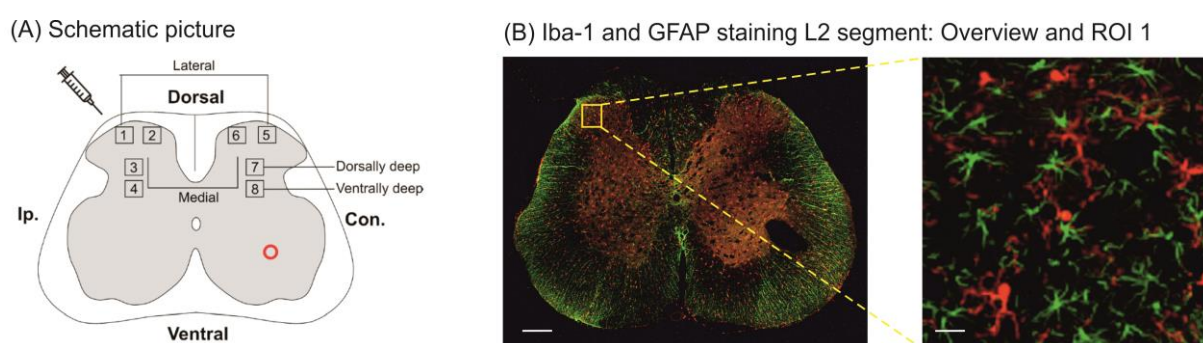 (A) Schematic picture
Lateral
Dorsal
1 2 6 5
3 7 Dorsally deep
4 8 Ventrally deep
Medial
Ip. Con.
Ventral
(B) Iba-1 and GFAP staining L2 segment: Overview and ROI 1